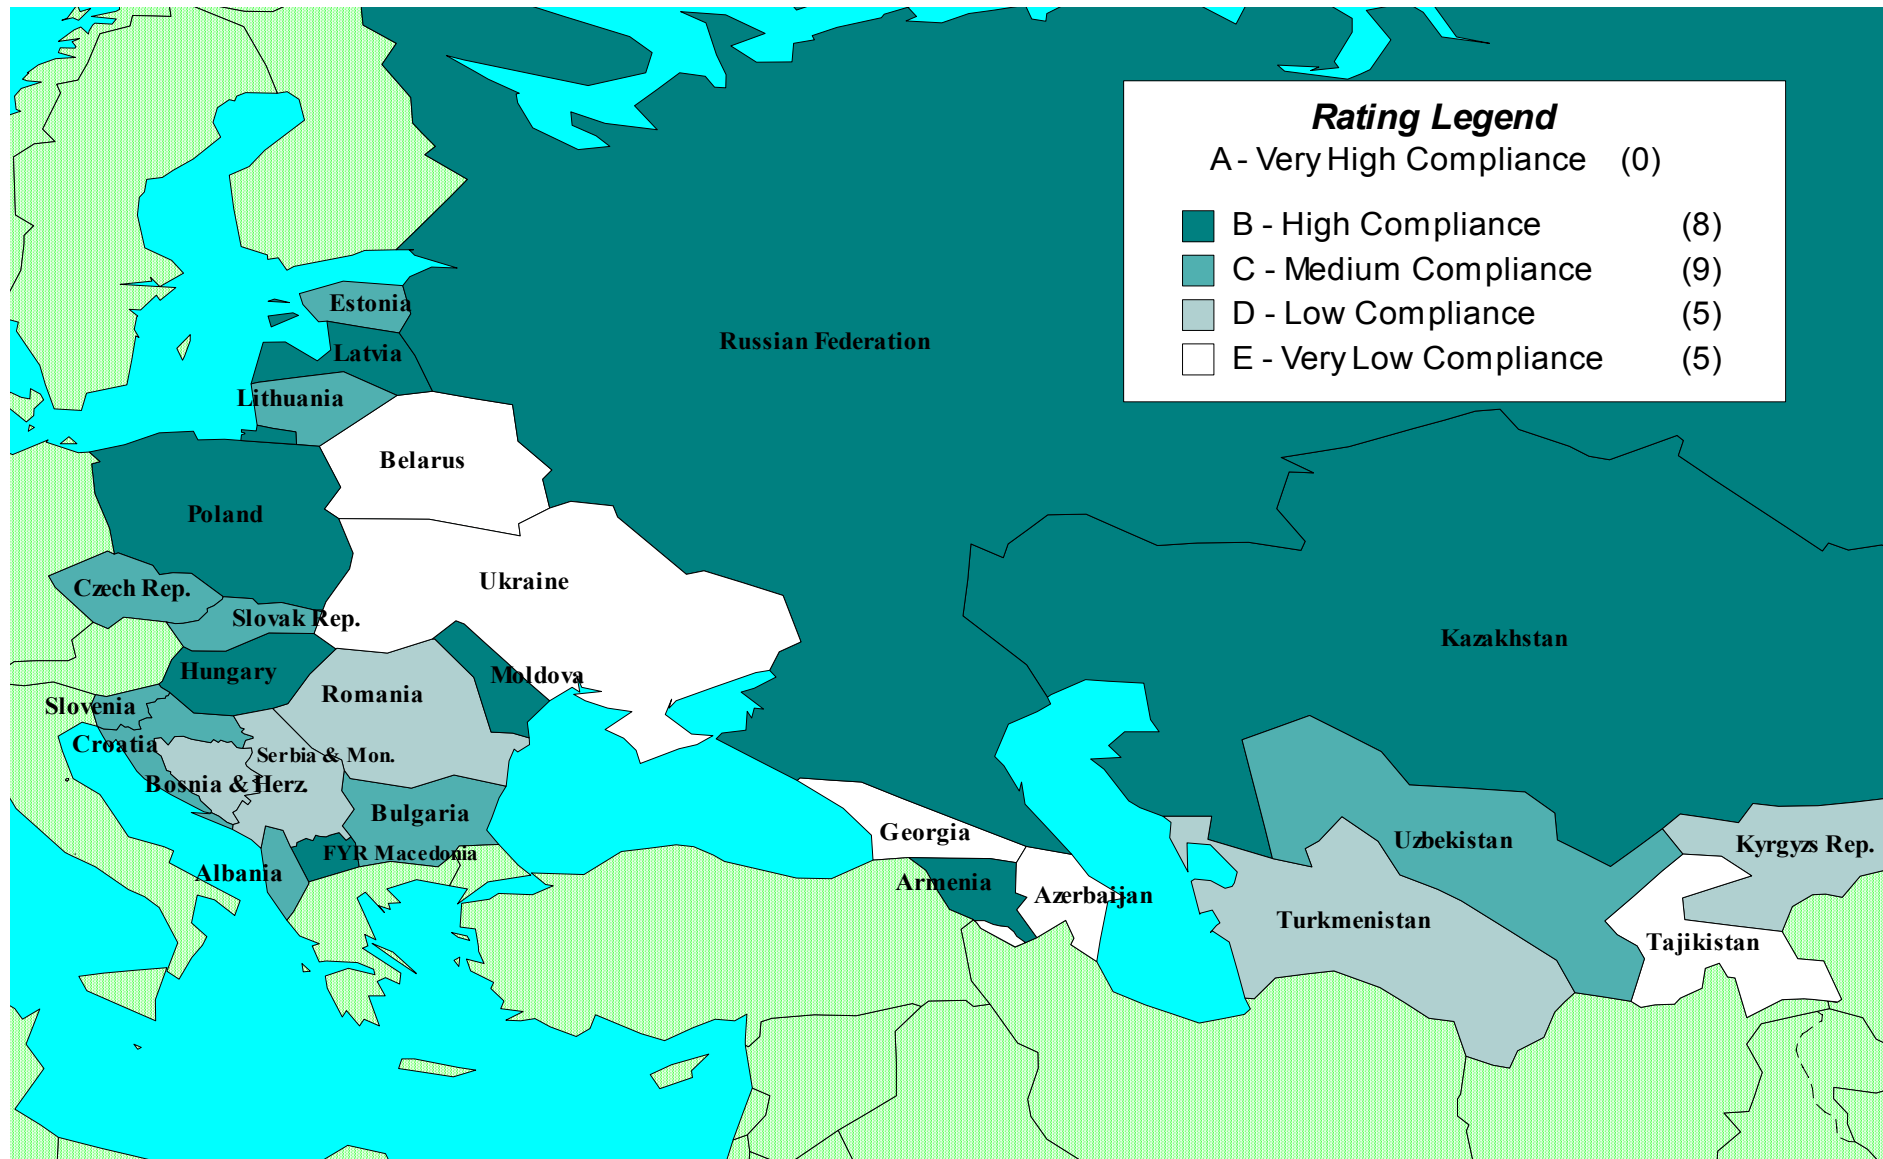 Rating Legend
A - Very High Compliance (0)
B - High Compliance (8)
C - Medium Compliance (9)
D - Low Compliance (5)
E - Very Low Compliance (5)
Estonia
Russian Federation
Latvia
Lithuania
Belarus
Poland
Ukraine
Czech Rep.
Slovak Rep.
Kazakhstan
Hungary
Moldova
Romania
Slovenia
Croatia
Serbia & Mon.
Bosnia & Herz.
Bulgaria
Georgia
Uzbekistan
Kyrgyzs Rep.
FYR Macedonia
Albania
Armenia
Azerbaijan
Turkmenistan
Tajikistan